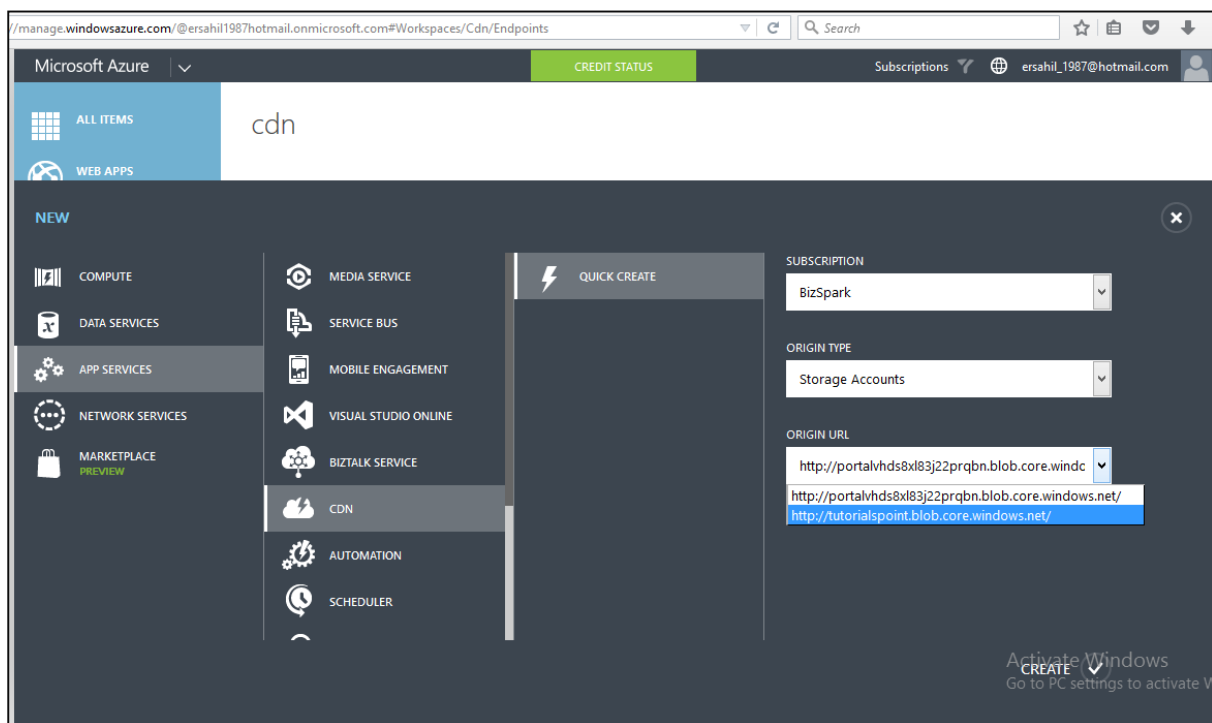 //manage.windowsazure.com/@ersahil1987hotmail.onmicrosoft.com#Workspaces/Cdn/Endpoints
Search
Microsoft Azure
CREDIT STATUS
Subscriptions
ersahil_1987@hotmail.com
ALL ITEMS
WEB APPS
cdn
NEW
COMPUTE
DATA SERVICES
APP SERVICES
NETWORK SERVICES
MARKETPLACE
PREVIEW
MEDIA SERVICE
SERVICE BUS
MOBILE ENGAGEMENT
VISUAL STUDIO ONLINE
BIZTALK SERVICE
CDN
AUTOMATION
SCHEDULER
QUICK CREATE
SUBSCRIPTION
BizSpark
ORIGIN TYPE
Storage Accounts
ORIGIN URL
http://portalvhds8xl83j22prqbn.blob.core.windc
http://portalvhds8xl83j22prqbn.blob.core.windows.net/
http://tutorialspoint.blob.core.windows.net/
Activate Windows
CREATE
Go to PC settings to activate W